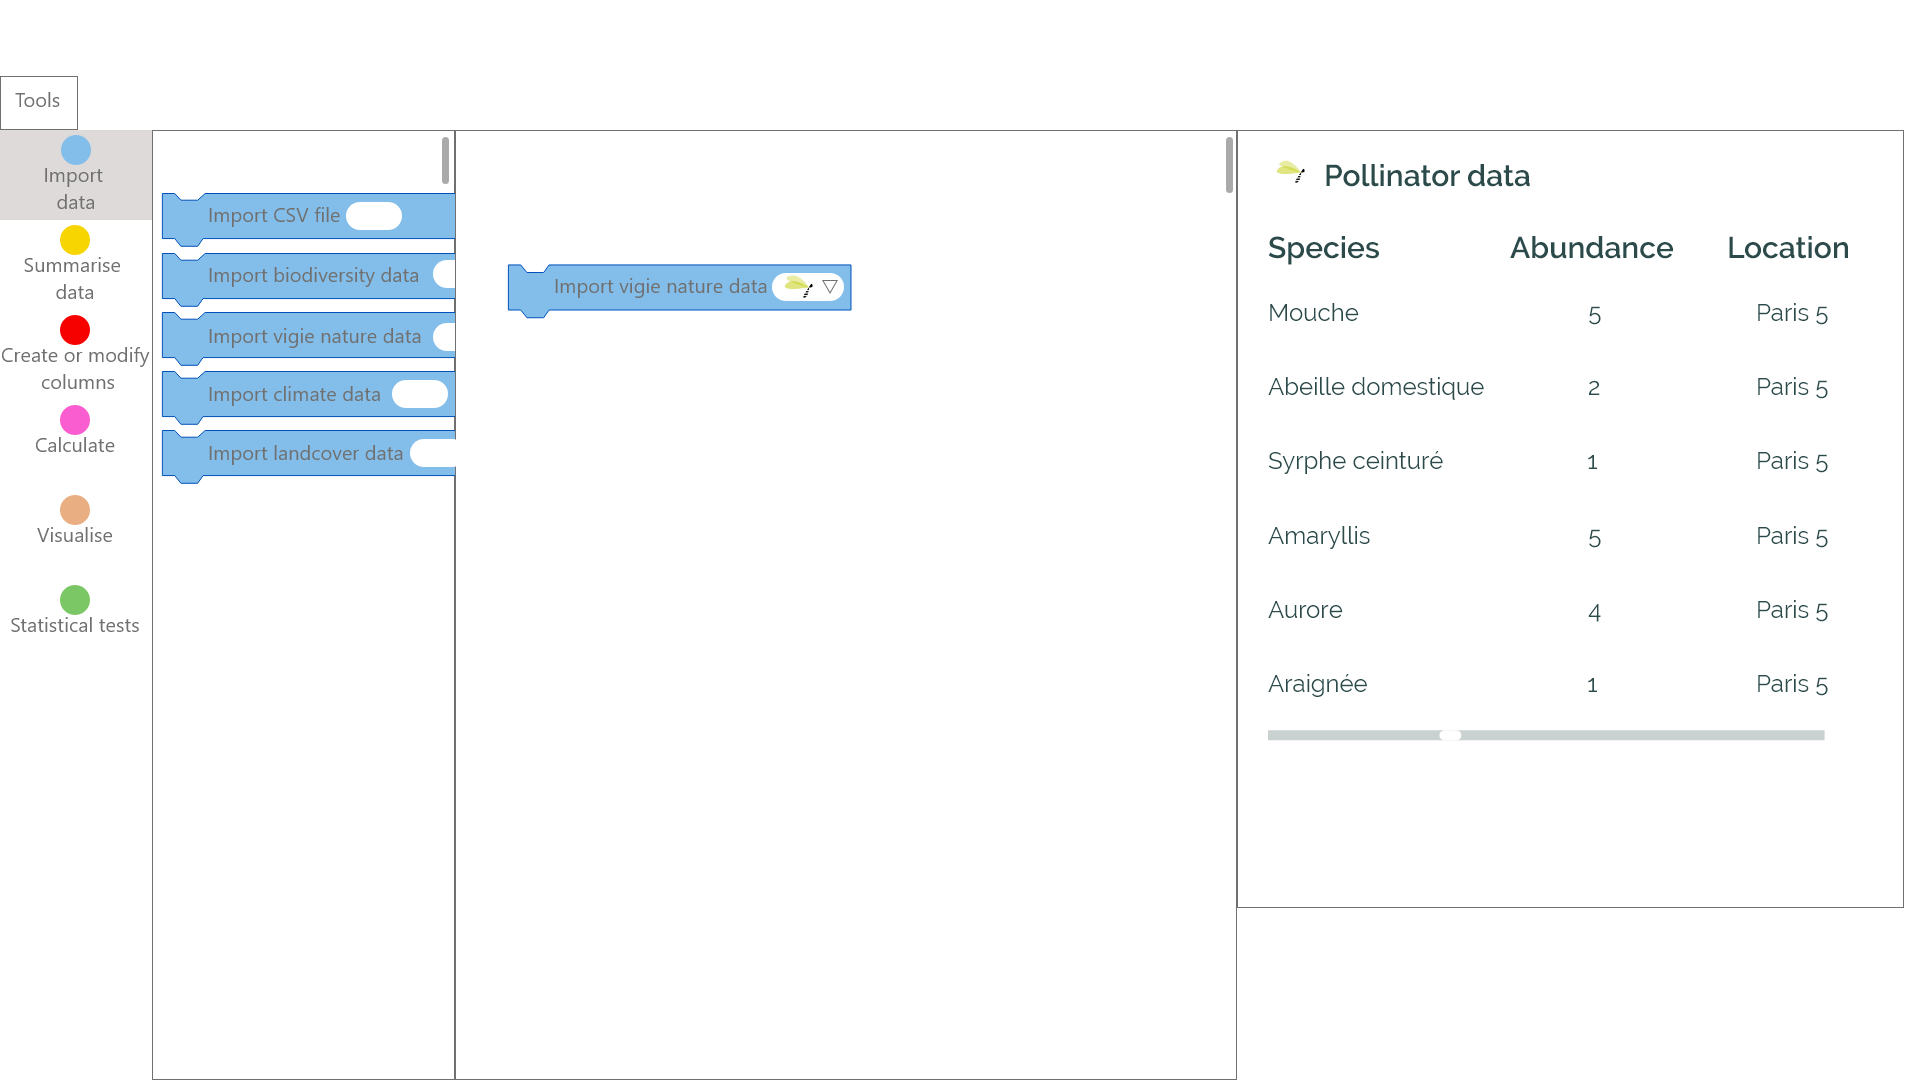 Tools
Import
data
Summarise
data
Create or modify
columns
Calculate
Visualise
Statistical tests
Import CSV file
Import biodiversity data
Import vigie nature data
Import climate data
Import landcover data
Import vigie nature data
Pollinator data
Species Abundance Location
Mouche 5 Paris 5
Abeille domestique 2 Paris 5
Syrphe ceinturé 1 Paris 5
Amaryllis 5 Paris 5
Aurore 4 Paris 5
Araignée 1 Paris 5